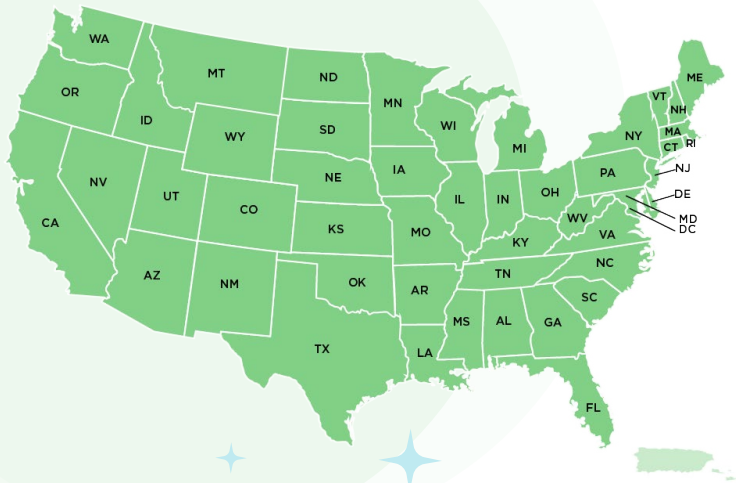 WA
MT
ND
MN
ME
VT
NH
OR
ID
WY
SD
WI
MI
NY
MA
CT
RI
NV
UT
CO
NE
IA
IL
IN
OH
PA
NJ
DE
MD
DC
CA
KS
MO
KY
WV
VA
AZ
NM
OK
AR
TN
NC
SC
TX
LA
MS
AL
GA
FL